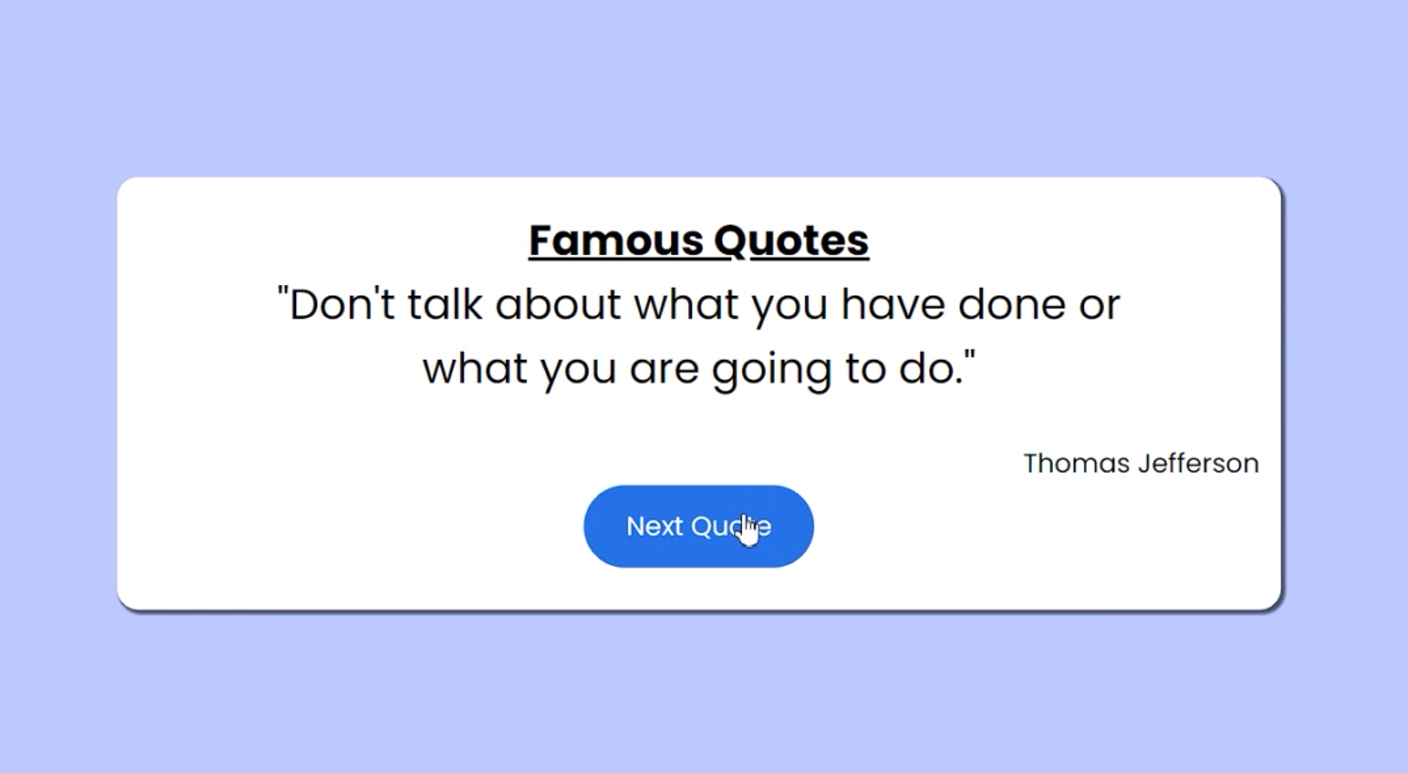 Famous Quotes
"Don't talk about what you have done or
what you are going to do."
Thomas Jefferson
Next Quote